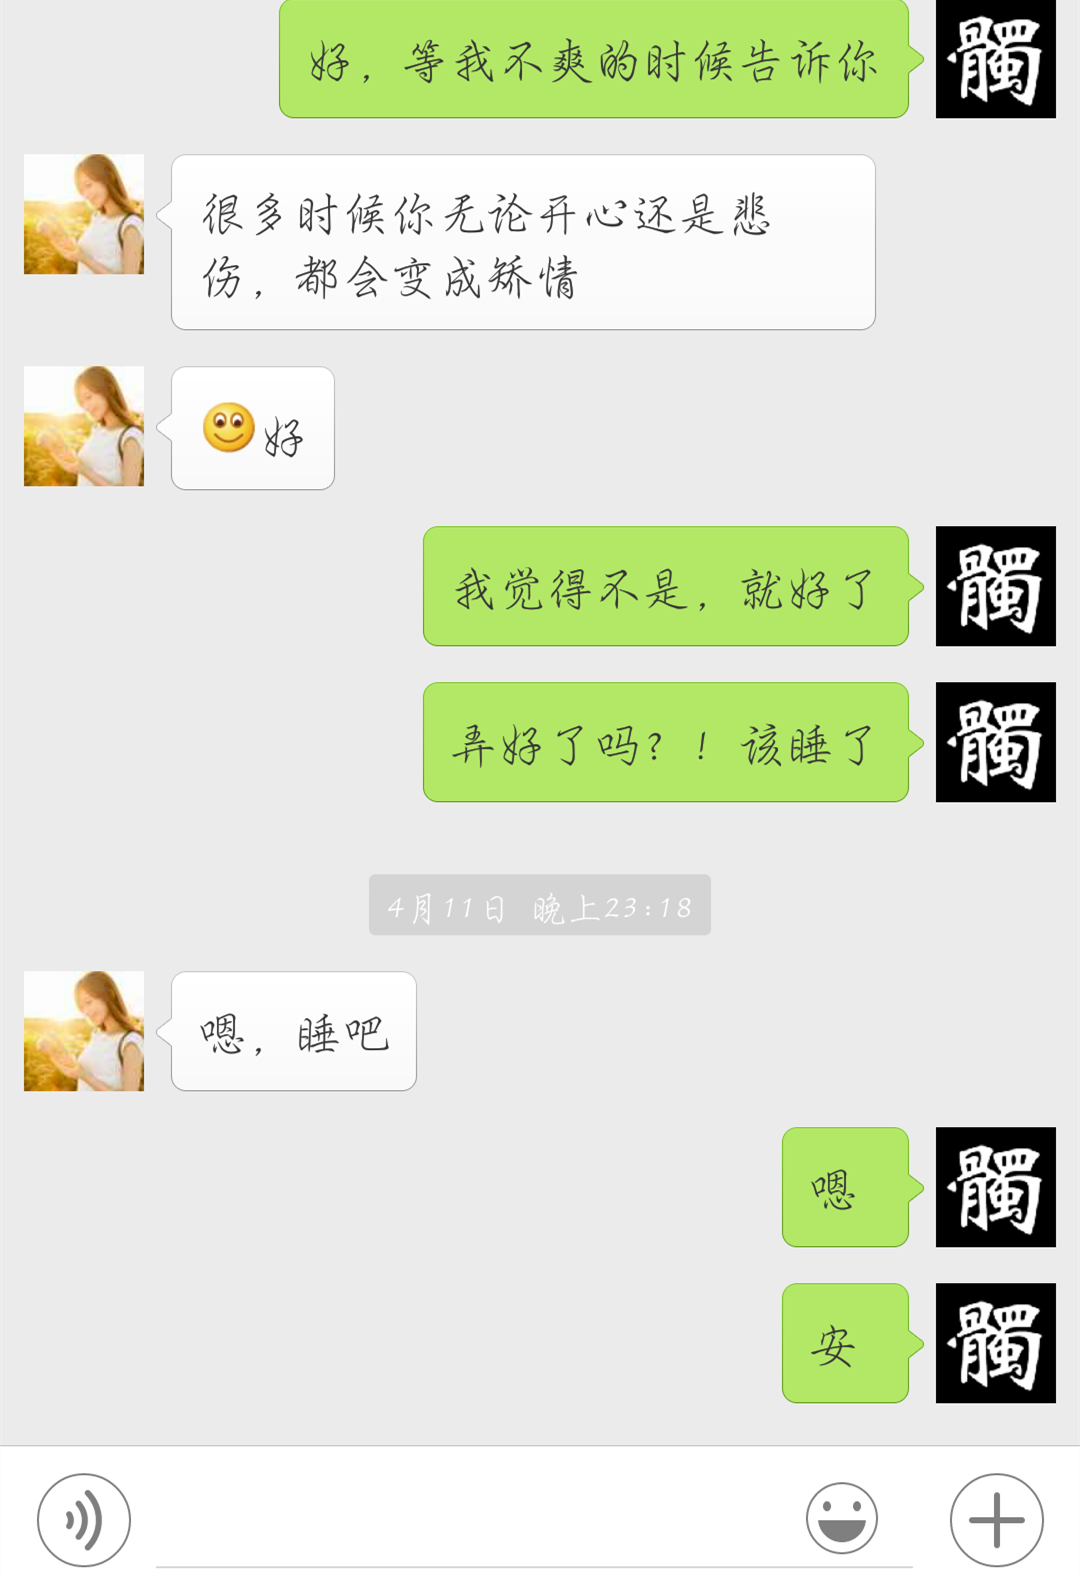 好，等我不爽的时候告诉你
髑
很多时候你无论开心还是悲
伤，都会变成矫情
好
我觉得不是，就好了
髑
弄好了吗？！该睡了
髑
4月11日 晚上23:18
嗯，睡吧
嗯
髑
安
髑